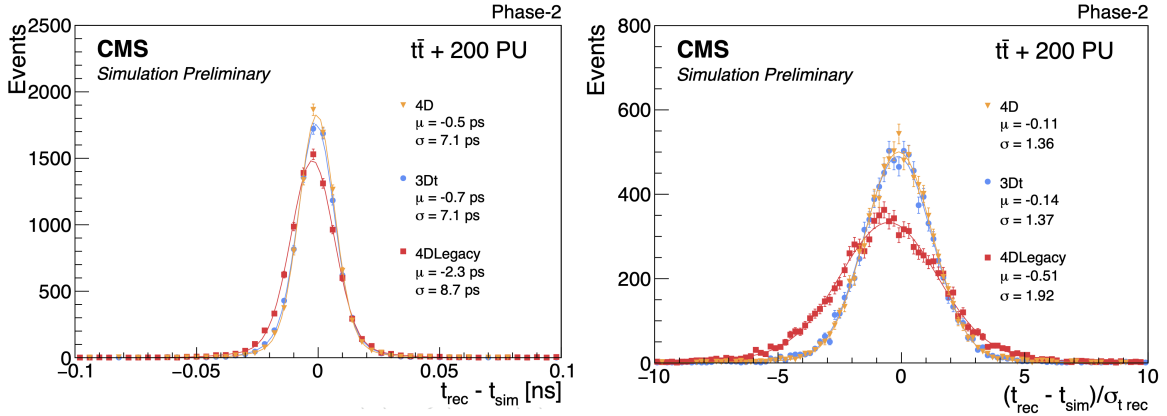 Phase-2
2500
2000
1500
1000
500
0
Events
CMS
Simulation Preliminary
tt̄ + 200 PU
4D
μ = -0.5 ps
σ = 7.1 ps
3Dt
μ = -0.7 ps
σ = 7.1 ps
4DLegacy
μ = -2.3 ps
σ = 8.7 ps
−0.1 −0.05 0 0.05 0.1
t_rec - t_sim [ns]
Phase-2
800
600
400
200
0
Events
CMS
Simulation Preliminary
tt̄ + 200 PU
4D
μ = -0.11
σ = 1.36
3Dt
μ = -0.14
σ = 1.37
4DLegacy
μ = -0.51
σ = 1.92
−10 −5 0 5 10
(t_rec - t_sim)/σ_t rec